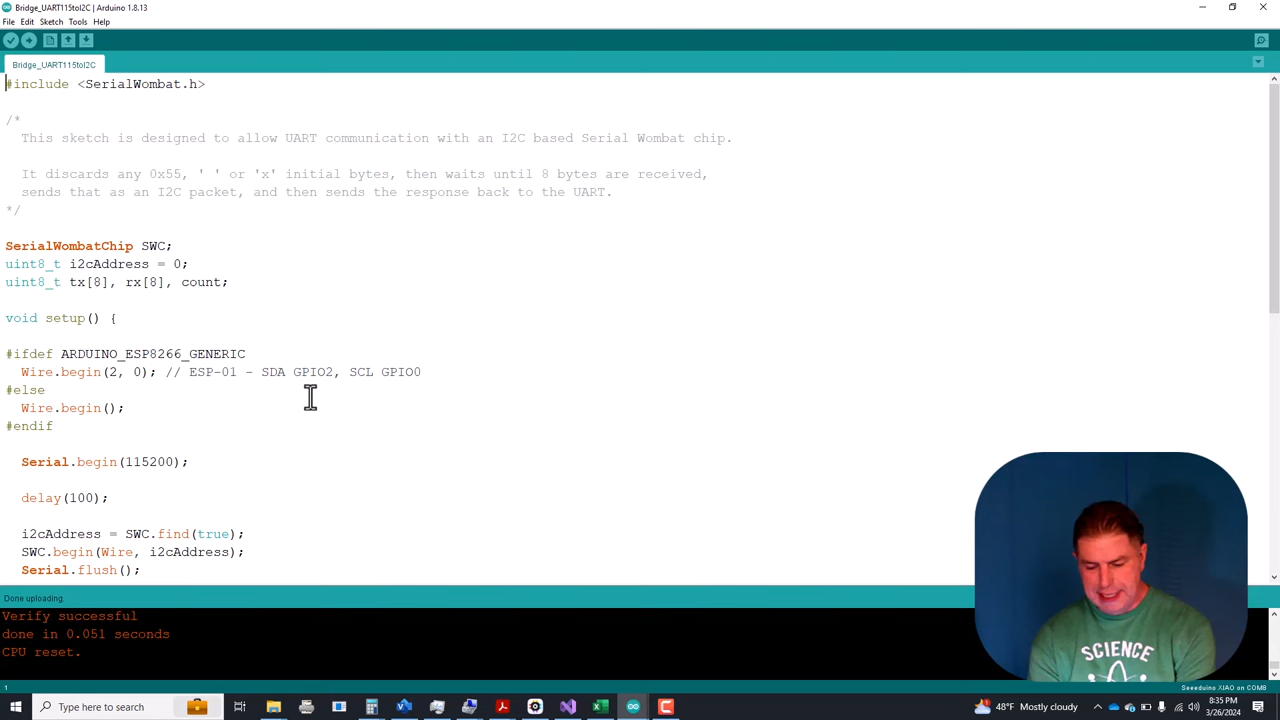 Bridge_UART115toI2C | Arduino 1.8.13
File Edit Sketch Tools Help
Bridge_UART115toI2C
#include <SerialWombat.h>
/*
This sketch is designed to allow UART communication with an I2C based Serial Wombat chip.
It discards any 0x55, ' ' or 'x' initial bytes, then waits until 8 bytes are received,
sends that as an I2C packet, and then sends the response back to the UART.
*/
SerialWombatChip SWC;
uint8_t i2cAddress = 0;
uint8_t tx[8], rx[8], count;
void setup() {
#ifdef ARDUINO_ESP8266_GENERIC
Wire.begin(2, 0); // ESP-01 - SDA GPIO2, SCL GPIO0
#else
Wire.begin();
#endif
Serial.begin(115200);
delay(100);
i2cAddress = SWC.find(true);
SWC.begin(Wire, i2cAddress);
Serial.flush();
Done uploading.
Verify successful
done in 0.051 seconds
CPU reset.
SCIENCE
1
Seeeduino XIAO on COM8
Type here to search
48°F Mostly cloudy
8:35 PM
3/26/2024